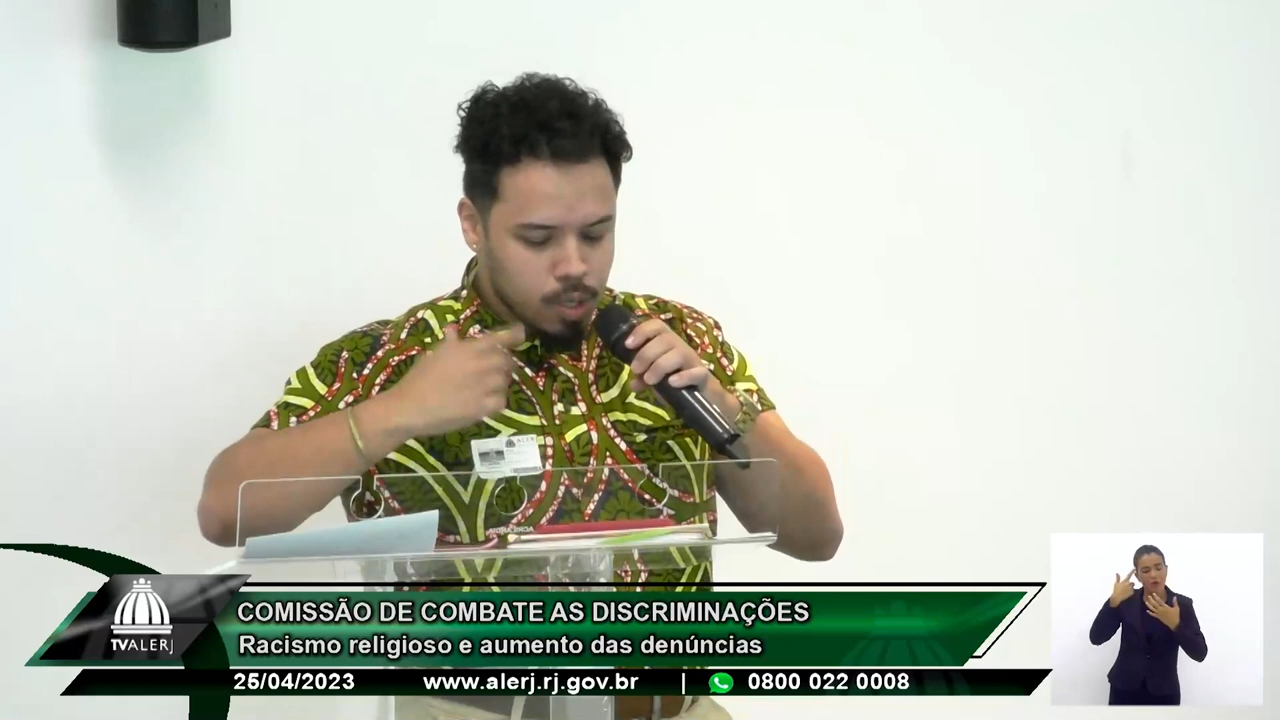 ALERJ
COMISSÃO DE COMBATE AS DISCRIMINAÇÕES
Racismo religioso e aumento das denúncias
TVALERJ
25/04/2023 www.alerj.rj.gov.br | 0800 022 0008